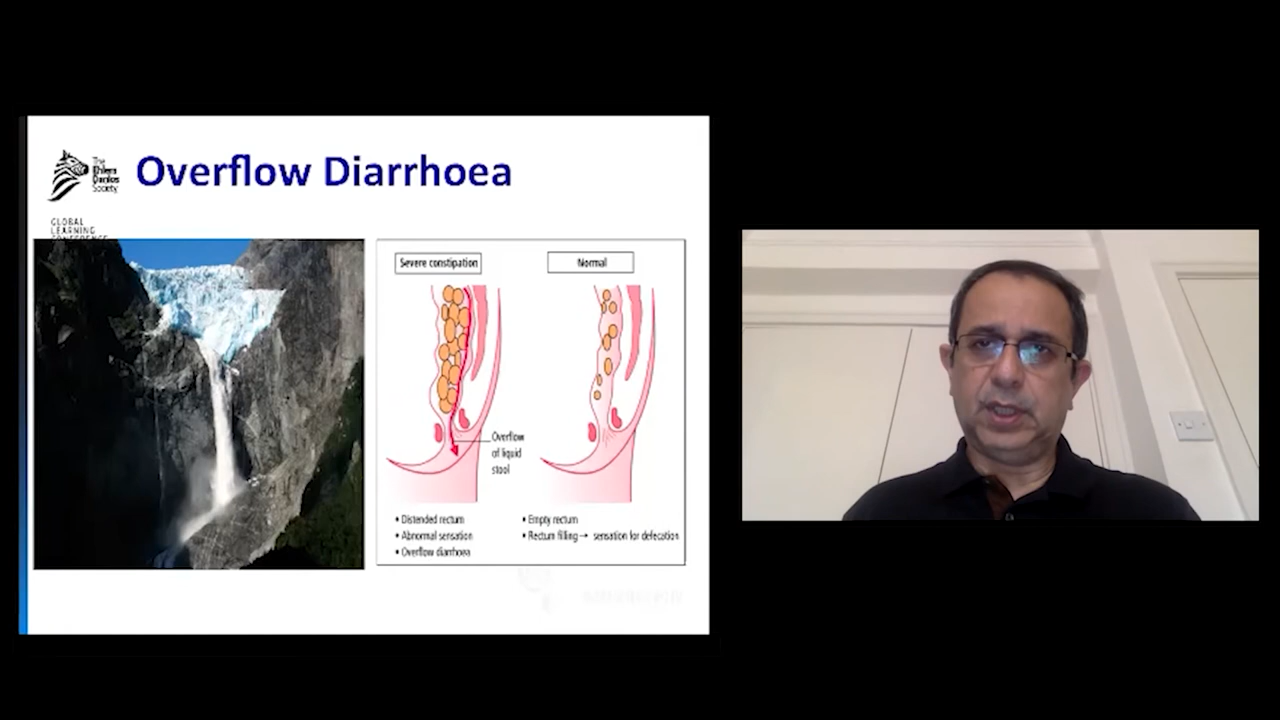 The
Ehlers
Danlos
Society
Overflow Diarrhoea
GLOBAL
LEARNING
CONFERENCE
Severe constipation
Normal
Overflow
of liquid
stool
• Distended rectum
• Abnormal sensation
• Overflow diarrhoea
• Empty rectum
• Rectum filling → sensation for defecation